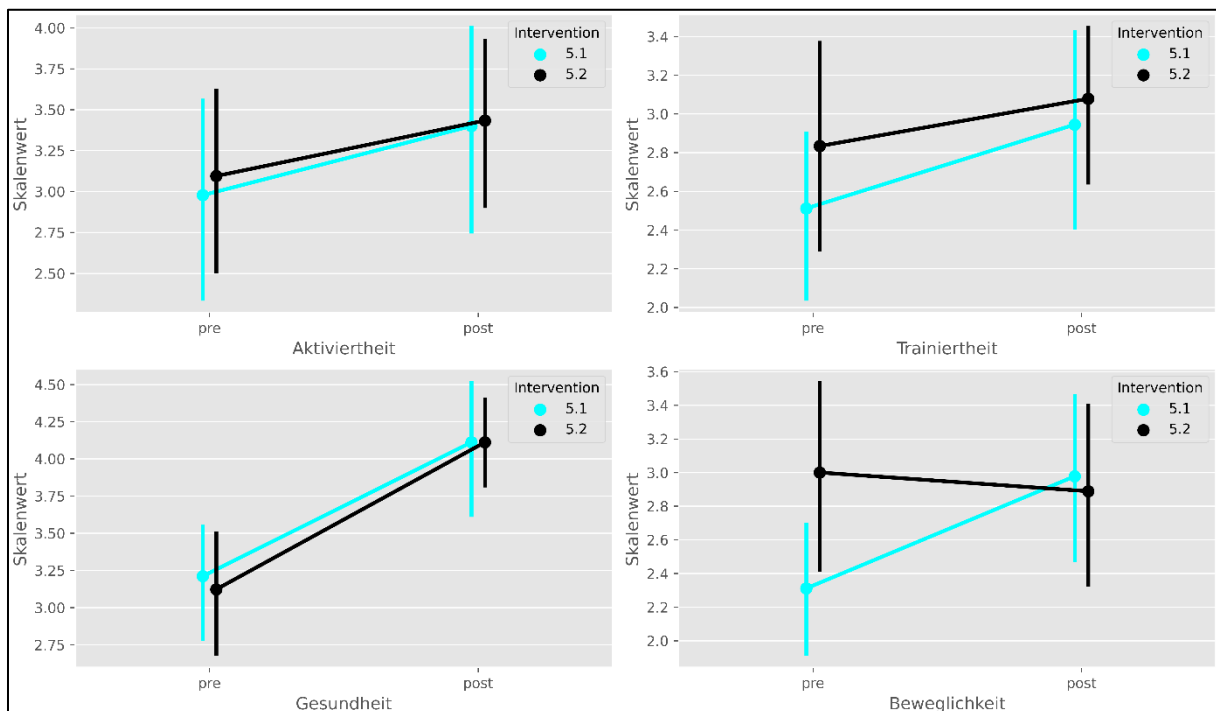 4.00
3.75
3.50
3.25
3.00
2.75
2.50
Skalenwert
pre
post
Aktiviertheit
Intervention
5.1
5.2
3.4
3.2
3.0
2.8
2.6
2.4
2.2
2.0
Skalenwert
pre
post
Trainiertheit
Intervention
5.1
5.2
4.50
4.25
4.00
3.75
3.50
3.25
3.00
2.75
Skalenwert
pre
post
Gesundheit
Intervention
5.1
5.2
3.6
3.4
3.2
3.0
2.8
2.6
2.4
2.2
2.0
Skalenwert
pre
post
Beweglichkeit
Intervention
5.1
5.2